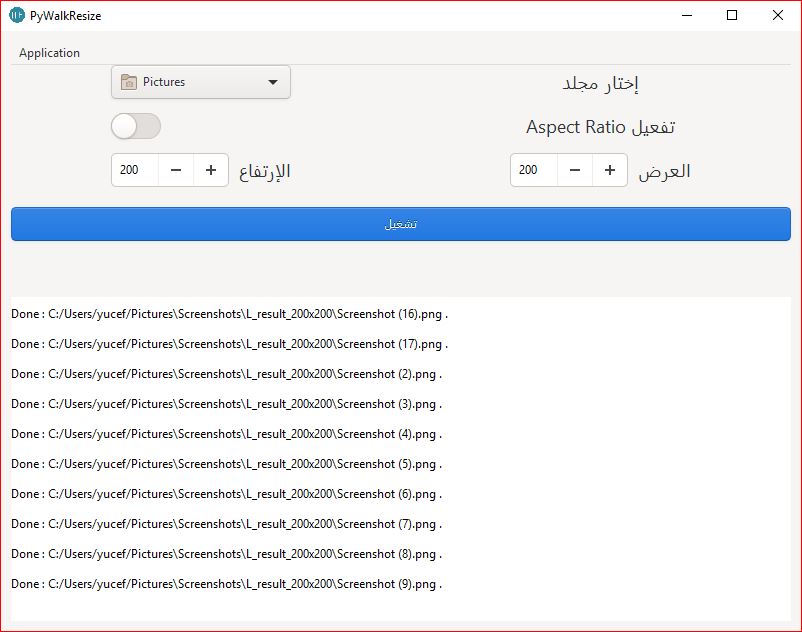 PyWalkResize
Application
إختار مجلد
Pictures
تفعيل Aspect Ratio
العرض
200
الإرتفاع
200
تشغيل
Done : C:/Users/yucef/Pictures\Screenshots\L_result_200x200\Screenshot (16).png .
Done : C:/Users/yucef/Pictures\Screenshots\L_result_200x200\Screenshot (17).png .
Done : C:/Users/yucef/Pictures\Screenshots\L_result_200x200\Screenshot (2).png .
Done : C:/Users/yucef/Pictures\Screenshots\L_result_200x200\Screenshot (3).png .
Done : C:/Users/yucef/Pictures\Screenshots\L_result_200x200\Screenshot (4).png .
Done : C:/Users/yucef/Pictures\Screenshots\L_result_200x200\Screenshot (5).png .
Done : C:/Users/yucef/Pictures\Screenshots\L_result_200x200\Screenshot (6).png .
Done : C:/Users/yucef/Pictures\Screenshots\L_result_200x200\Screenshot (7).png .
Done : C:/Users/yucef/Pictures\Screenshots\L_result_200x200\Screenshot (8).png .
Done : C:/Users/yucef/Pictures\Screenshots\L_result_200x200\Screenshot (9).png .